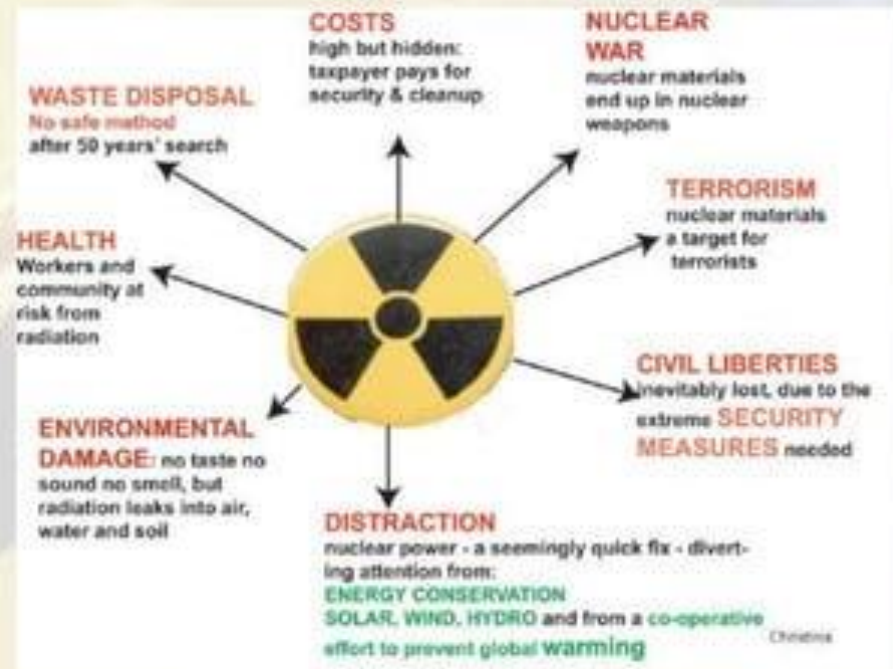 COSTS
high but hidden:
taxpayer pays for
security & cleanup
NUCLEAR
WAR
nuclear materials
end up in nuclear
weapons
WASTE DISPOSAL
No safe method
after 50 years' search
TERRORISM
nuclear materials
a target for
terrorists
HEALTH
Workers and
community at
risk from
radiation
CIVIL LIBERTIES
inevitably lost, due to the
extreme SECURITY
MEASURES needed
ENVIRONMENTAL
DAMAGE: no taste no
sound no smell, but
radiation leaks into air,
water and soil
DISTRACTION
nuclear power - a seemingly quick fix - divert-
ing attention from:
ENERGY CONSERVATION
SOLAR, WIND, HYDRO and from a co-operative
effort to prevent global warming